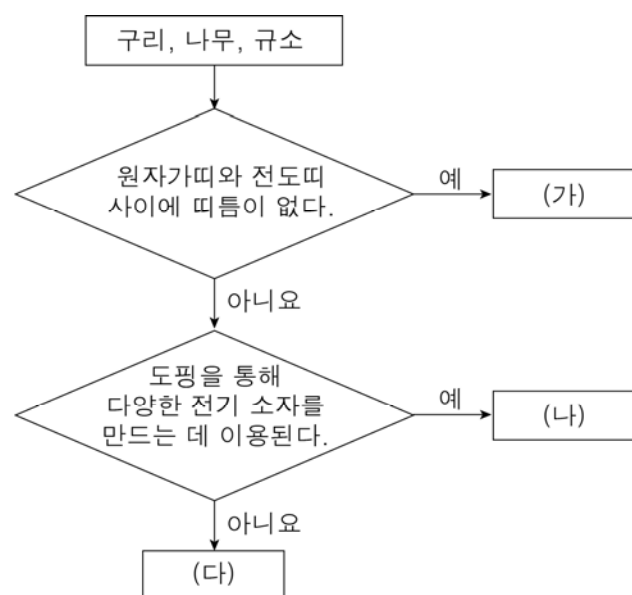 구리, 나무, 규소
원자가띠와 전도띠
사이에 띠틈이 없다.
예
(가)
아니요
도핑을 통해
다양한 전기 소자를
만드는 데 이용된다.
예
(나)
아니요
(다)